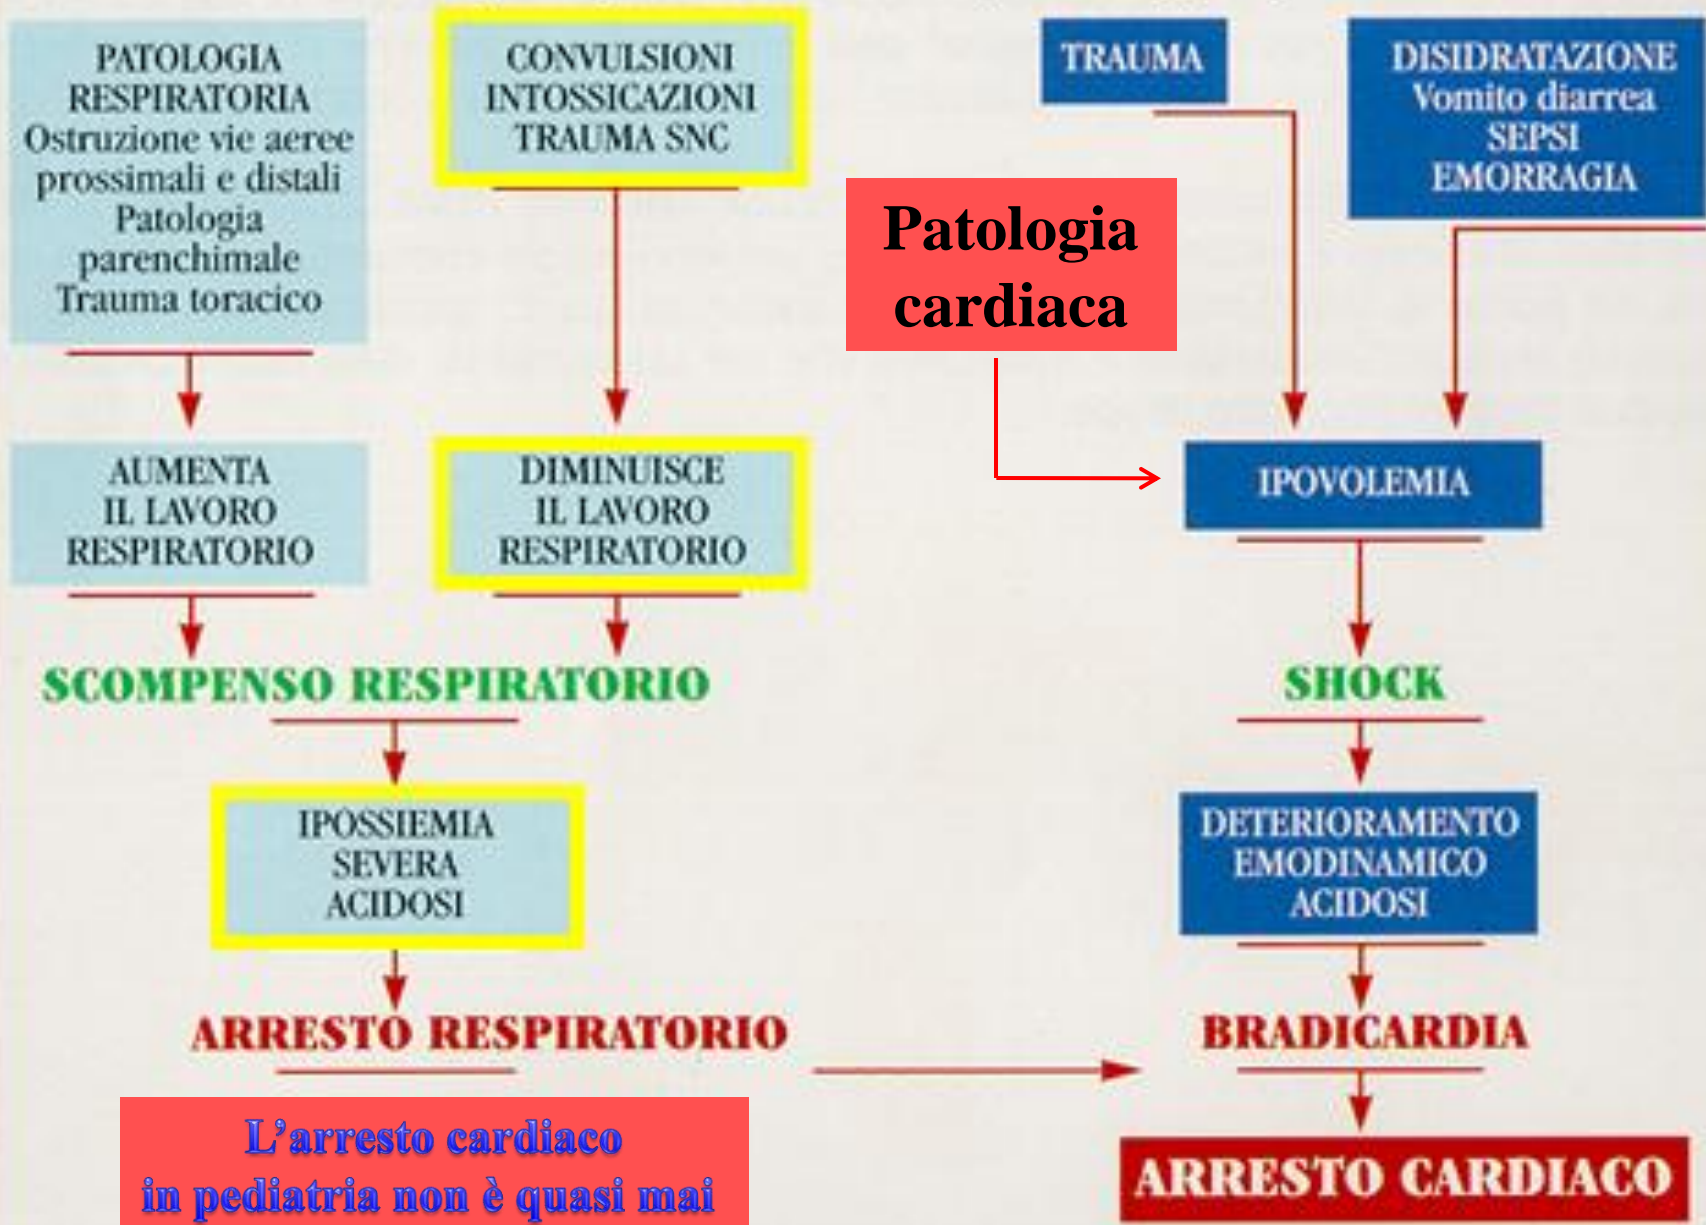 PATOLOGIA
RESPIRATORIA
Ostruzione vie aeree
prossimali e distali
Patologia
parenchimale
Trauma toracico
CONVULSIONI
INTOSSICAZIONI
TRAUMA SNC
TRAUMA
DISIDRATAZIONE
Vomito diarrea
SEPSI
EMORRAGIA
Patologia
cardiaca
AUMENTA
IL LAVORO
RESPIRATORIO
DIMINUISCE
IL LAVORO
RESPIRATORIO
IPOVOLEMIA
SCOMPENSO RESPIRATORIO
SHOCK
IPOSSIEMIA
SEVERA
ACIDOSI
DETERIORAMENTO
EMODINAMICO
ACIDOSI
ARRESTO RESPIRATORIO
BRADICARDIA
L’arresto cardiaco
in pediatria non è quasi mai
ARRESTO CARDIACO